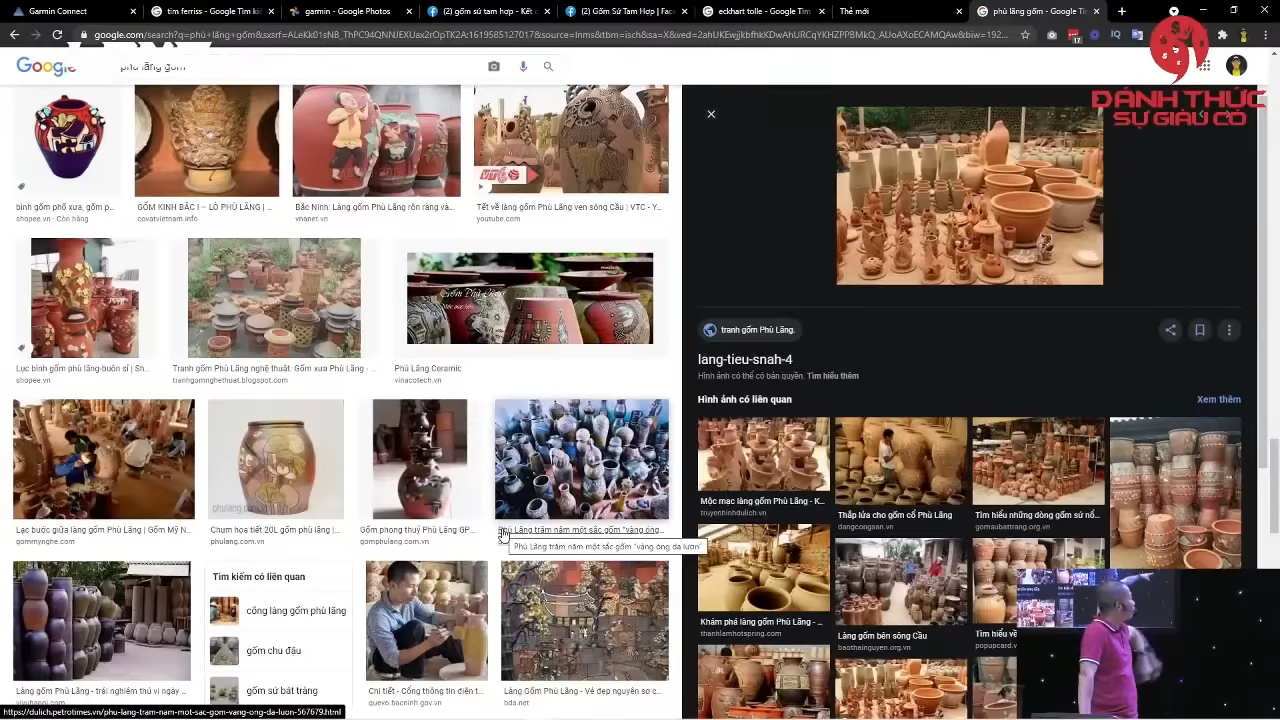 Garmin Connect
tim ferriss - Google Tìm ki
garmin - Google Photos
(2) gốm sứ tam hợp - Kết c
(2) Gốm Sứ Tam Hợp | Fac
eckhart tolle - Google Tim
Thẻ mới
phù lãng gốm - Google Tì
google.com/search?q=phù+lãng+gốm&sxsrf=ALeKk01sNB_ThPC94QNNJEXUax2rOpTK2A:1619585127017&source=lnms&tbm=isch&sa=X&ved=2ahUKEwjjkbfhkKDwAhURCqYKHZPPBMkQ_AUoAXoECAMQAw&biw=192...
17
Google
phù lãng gốm
ĐÁNH THỨC
SỰ GIÀU CÓ
bình gốm phố xưa, gốm p...
shopee.vn · Còn hàng
GỐM KINH BẮC I – LÒ PHÙ LÃNG | ...
covatvietnam.info
Bắc Ninh: Làng gốm Phù Lãng rộn ràng và...
vnanet.vn
Tết về làng gốm Phù Lãng ven sông Cầu | VTC - Y...
youtube.com
Lục bình gốm phù lãng-buôn sỉ | Sh...
shopee.vn
Tranh gốm Phù Lãng nghệ thuật: Gốm xưa Phù Lãng - ...
tranhgomnghethuat.blogspot.com
Phù Lãng Ceramic
vinacotech.vn
Lạc bước giữa làng gốm Phù Lãng | Gốm Mỹ N...
gommynghe.com
phulang.com.vn
Chum họa tiết 20L gốm phù lãng |...
phulang.com.vn
Gốm phong thuỷ Phù Lãng GP...
gomphulang.com.vn
Phù Lãng trăm năm một sắc gốm "vàng óng...
Phù Lãng trăm năm một sắc gốm "vàng óng da lươn"
Làng gốm Phù Lãng - trải nghiệm thú vị ngày ...
Tìm kiếm có liên quan
cổng làng gốm phù lãng
gốm chu đậu
gốm sứ bát tràng
Chi tiết - Cổng thông tin điện t...
quevo.bacninh.gov.vn
Làng Gốm Phù Lãng - Vẻ đẹp nguyên sơ c...
bds.net
https://dulich.petrotimes.vn/phu-lang-tram-nam-mot-sac-gom-vang-ong-da-luon-567679.html
tranh gốm Phù Lãng.
lang-tieu-snah-4
Hình ảnh có thể có bản quyền. Tìm hiểu thêm
Hình ảnh có liên quan
Xem thêm
Mộc mạc làng gốm Phù Lãng - K...
truyenhinhdulich.vn
Thắp lửa cho gốm cổ Phù Lãng
dangcongsan.vn
Tìm hiểu những dòng gốm sứ nổ...
gomsubattrang.org.vn
Khám phá làng gốm Phù Lãng - ...
thanhlamhotspring.com
Làng gốm bên sông Cầu
baothainguyen.org.vn
Tìm hiểu về
popupcard.v